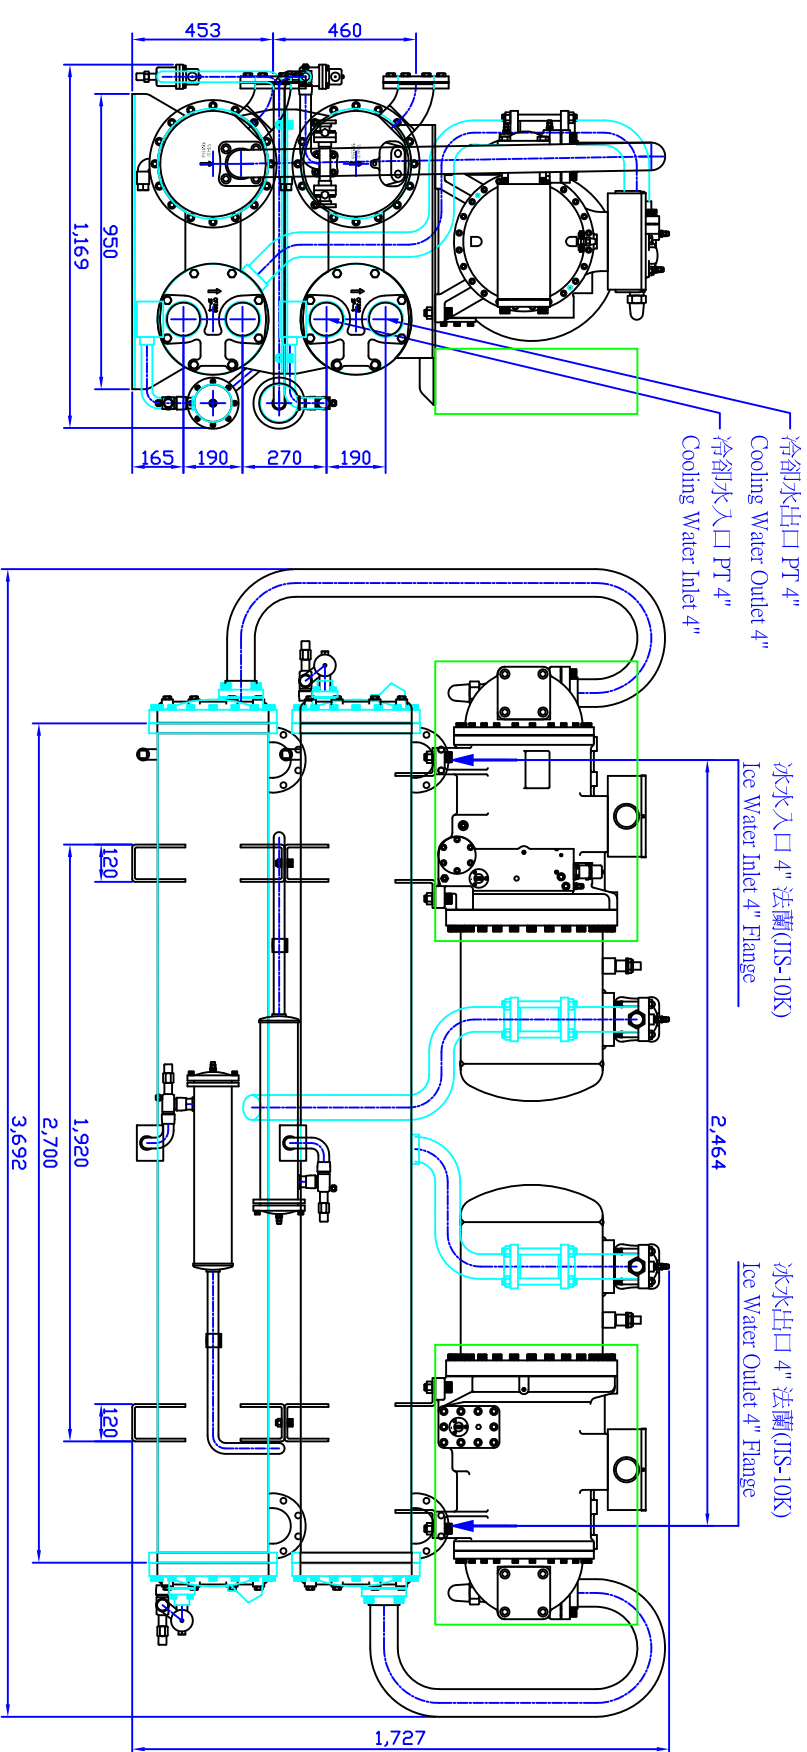 453
460
950
1,169
165
190
270
190
冷卻水出口 PT 4"
Cooling Water Outlet 4"
冷卻水入口 PT 4"
Cooling Water Inlet 4"
冰水入口 4" 法蘭(JIS-10K)
Ice Water Inlet 4" Flange
冰水出口 4" 法蘭(JIS-10K)
Ice Water Outlet 4" Flange
2,464
120
120
1,920
2,700
3,692
1,727